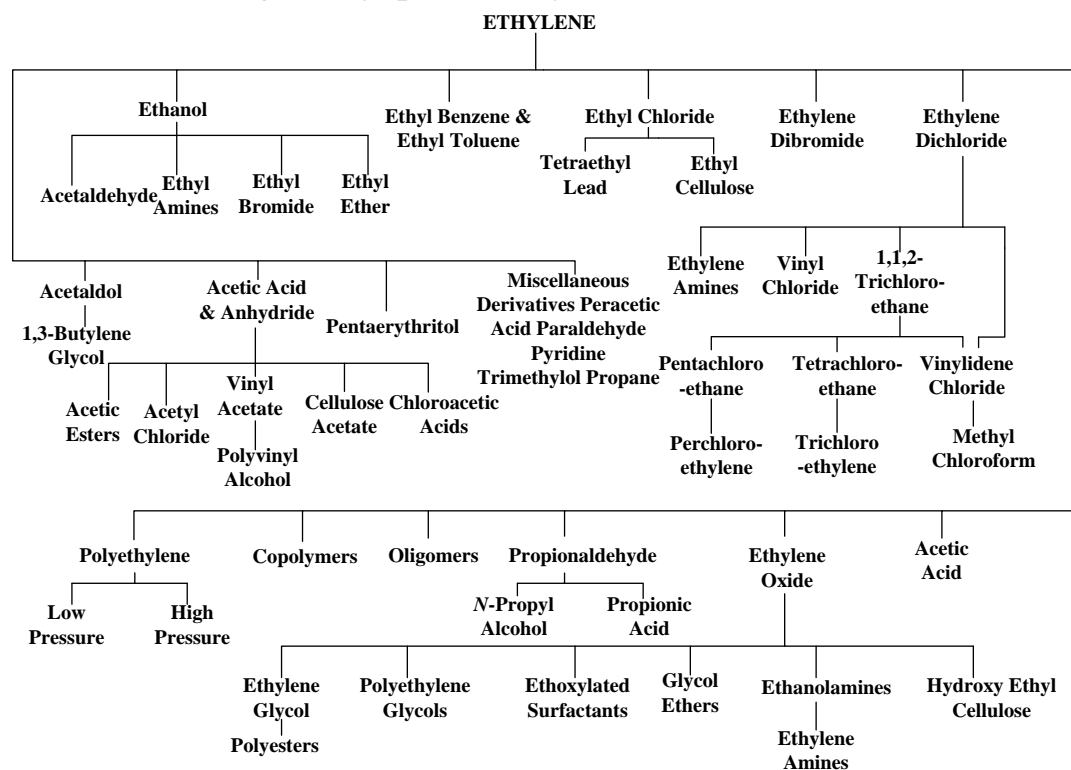 ETHYLENE
Ethanol
Ethyl Benzene &
Ethyl Toluene
Ethyl Chloride
Ethylene
Dibromide
Ethylene
Dichloride
Acetaldehyde
Ethyl
Amines
Ethyl
Bromide
Ethyl
Ether
Tetraethyl
Lead
Ethyl
Cellulose
Acetaldol
1,3-Butylene
Glycol
Acetic Acid
& Anhydride
Pentaerythritol
Miscellaneous
Derivatives Peracetic
Acid Paraldehyde
Pyridine
Trimethylol Propane
Ethylene
Amines
Vinyl
Chloride
1,1,2-
Trichloro-
ethane
Acetic
Esters
Acetyl
Chloride
Vinyl
Acetate
Polyvinyl
Alcohol
Cellulose
Acetate
Chloroacetic
Acids
Pentachloro
-ethane
Perchloro-
ethylene
Tetrachloro-
ethane
Trichloro
-ethylene
Vinylidene
Chloride
Methyl
Chloroform
Polyethylene
Copolymers
Oligomers
Propionaldehyde
Ethylene
Oxide
Acetic
Acid
Low
Pressure
High
Pressure
N-Propyl
Alcohol
Propionic
Acid
Ethylene
Glycol
Polyesters
Polyethylene
Glycols
Ethoxylated
Surfactants
Glycol
Ethers
Ethanolamines
Ethylene
Amines
Hydroxy Ethyl
Cellulose